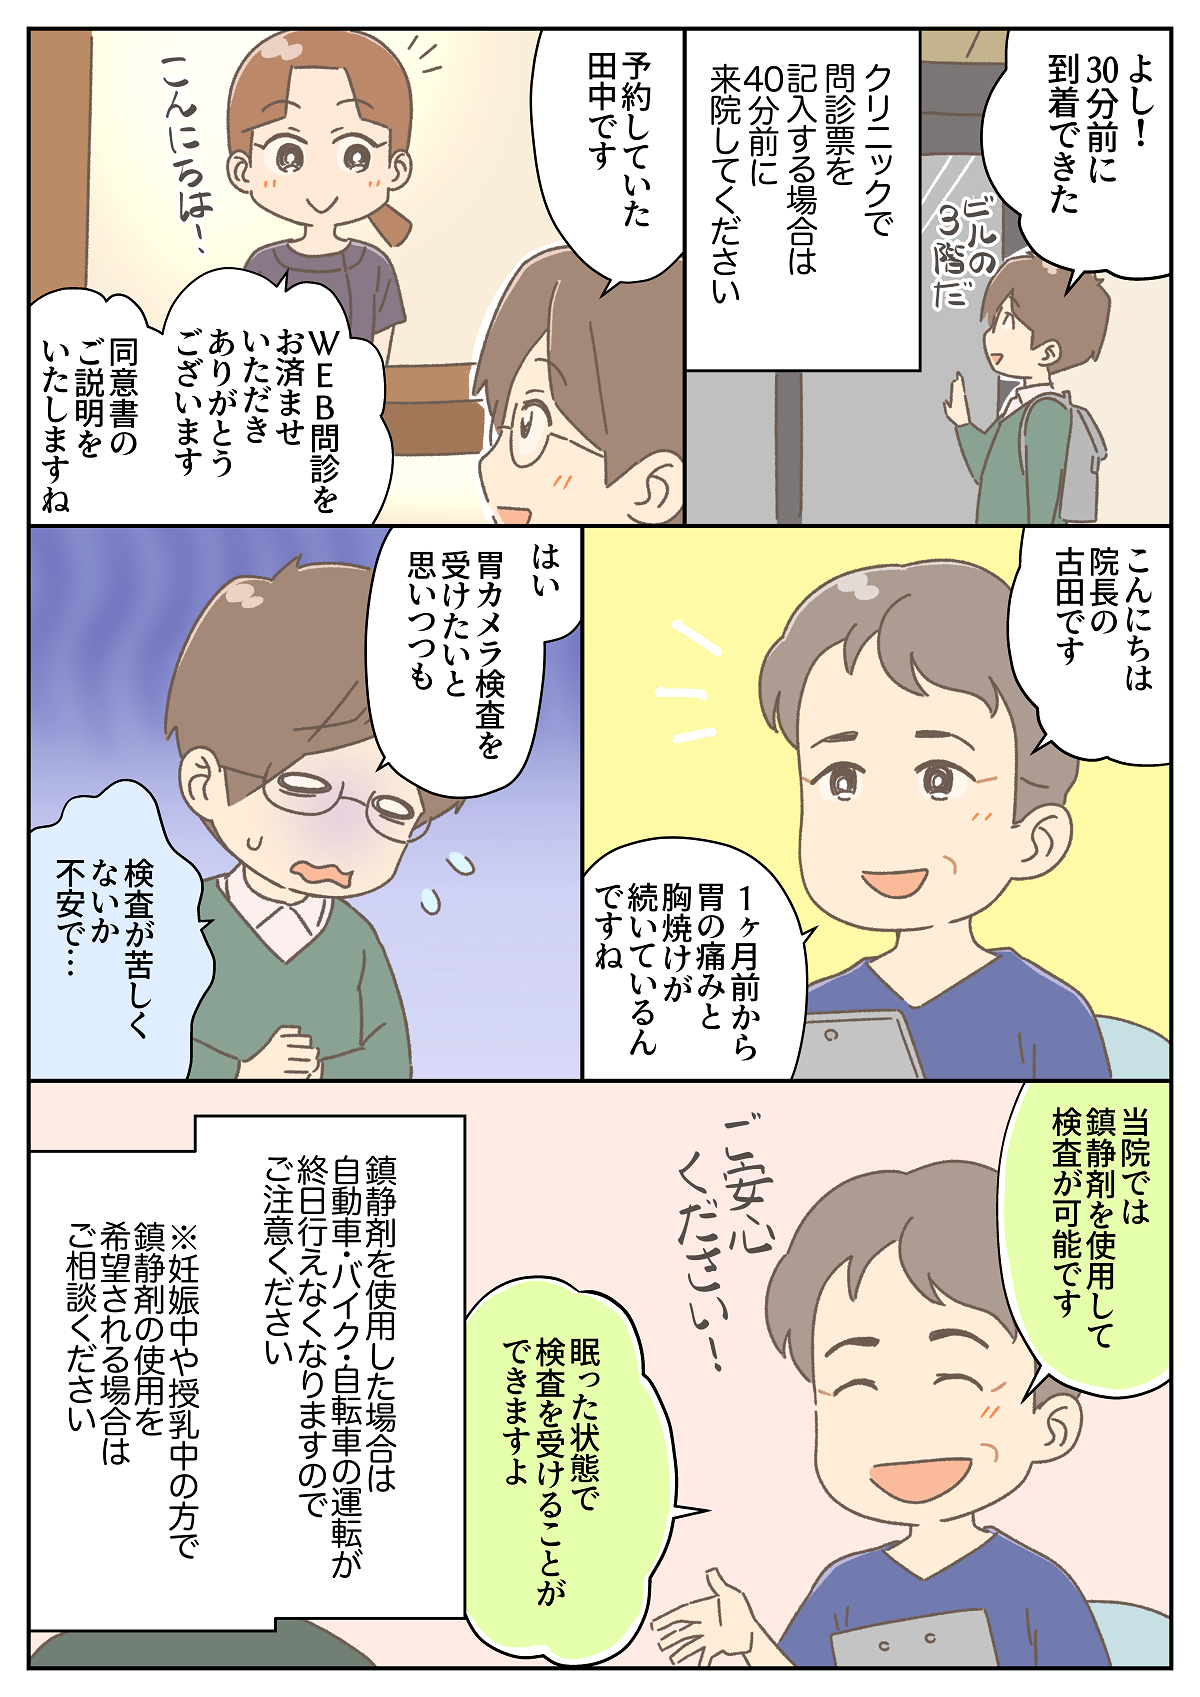 よし！
30分前に
到着できた
ビルの
3階だ
クリニックで
問診票を
記入する場合は
40分前に
来院してください
予約していた
田中です
こんにちは〜、
WEB問診を
お済ませ
いただき
ありがとう
ございます
同意書の
ご説明を
いたしますね
こんにちは
院長の
古田です
1ヶ月前から
胃の痛みと
胸焼けが
続いているん
ですね
はい
胃カメラ検査を
受けたいと
思いつつも
検査が苦しく
ないか
不安で…
当院では
鎮静剤を使用して
検査が可能です
ご安心
ください！
眠った状態で
検査を受けることが
できますよ
鎮静剤を使用した場合は
自動車・バイク・自転車の運転が
終日行えなくなりますので
ご注意ください
※妊娠中や授乳中の方で
鎮静剤の使用を
希望される場合は
ご相談ください